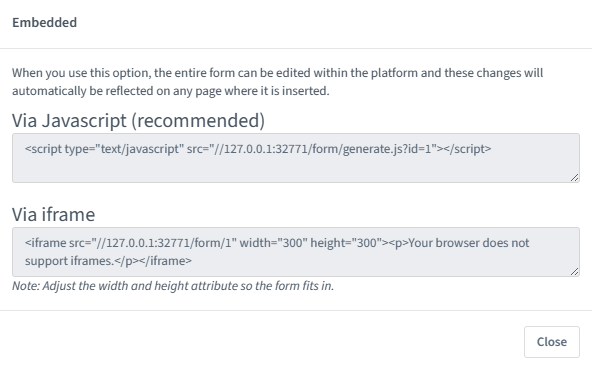 Embedded
When you use this option, the entire form can be edited within the platform and these changes will
automatically be reflected on any page where it is inserted.
Via Javascript (recommended)
<script type="text/javascript" src="//127.0.0.1:32771/form/generate.js?id=1"></script>
Via iframe
<iframe src="//127.0.0.1:32771/form/1" width="300" height="300"><p>Your browser does not
support iframes.</p></iframe>
Note: Adjust the width and height attribute so the form fits in.
Close